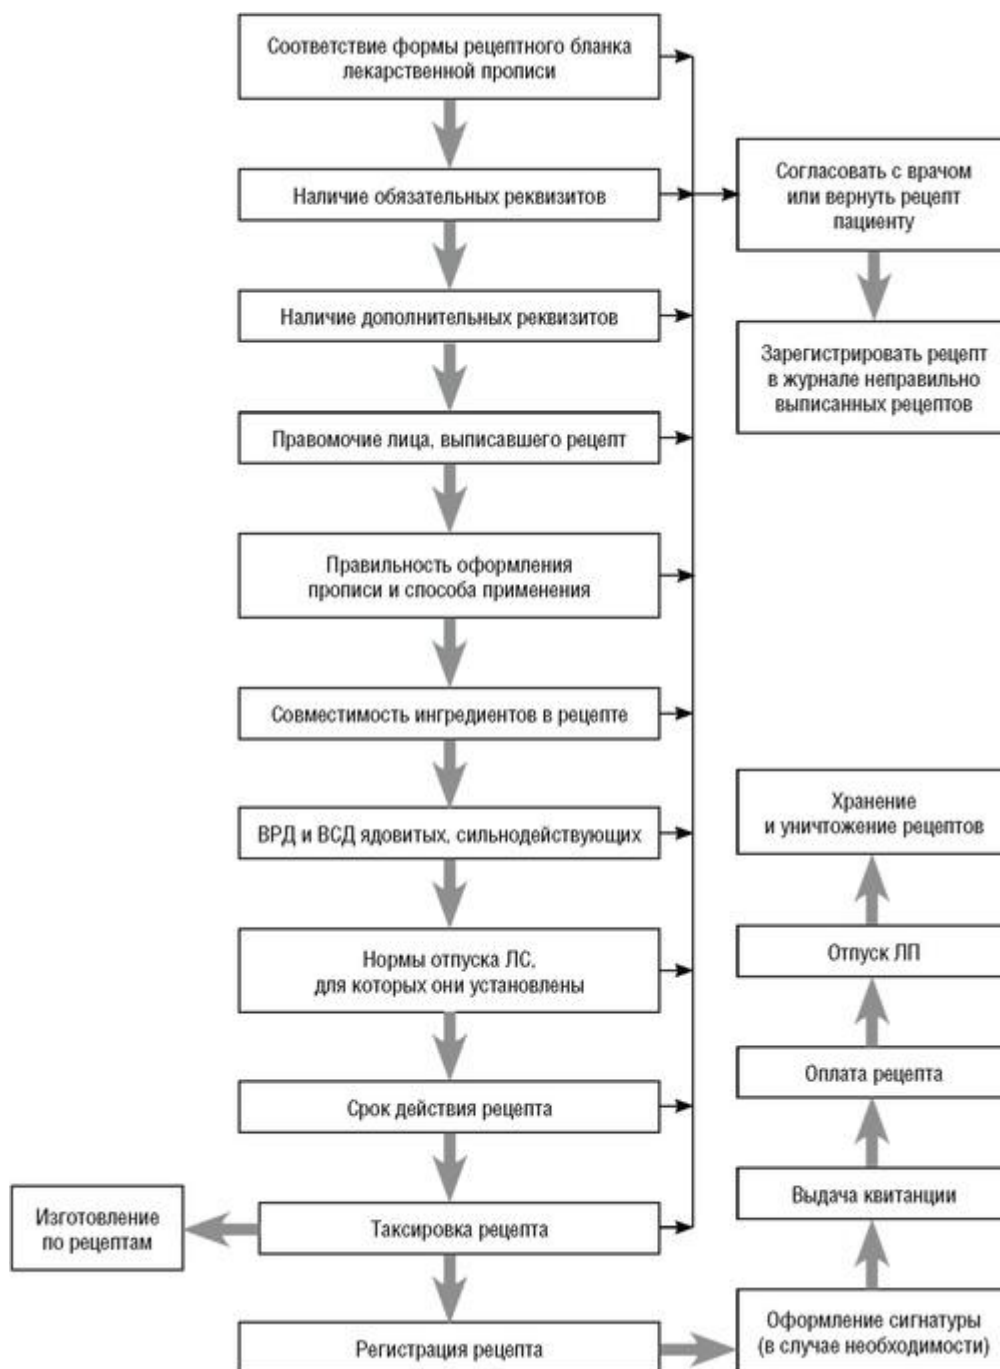 Соответствие формы рецептного бланка
лекарственной прописи
Наличие обязательных реквизитов
Согласовать с врачом
или вернуть рецепт
пациенту
Наличие дополнительных реквизитов
Зарегистрировать рецепт
в журнале неправильно
выписанных рецептов
Правомочие лица, выписавшего рецепт
Правильность оформления
прописи и способа применения
Совместимость ингредиентов в рецепте
ВРД и ВСД ядовитых, сильнодействующих
Хранение
и уничтожение рецептов
Нормы отпуска ЛС,
для которых они установлены
Отпуск ЛП
Срок действия рецепта
Оплата рецепта
Изготовление
по рецептам
Таксировка рецепта
Выдача квитанции
Регистрация рецепта
Оформление сигнатуры
(в случае необходимости)